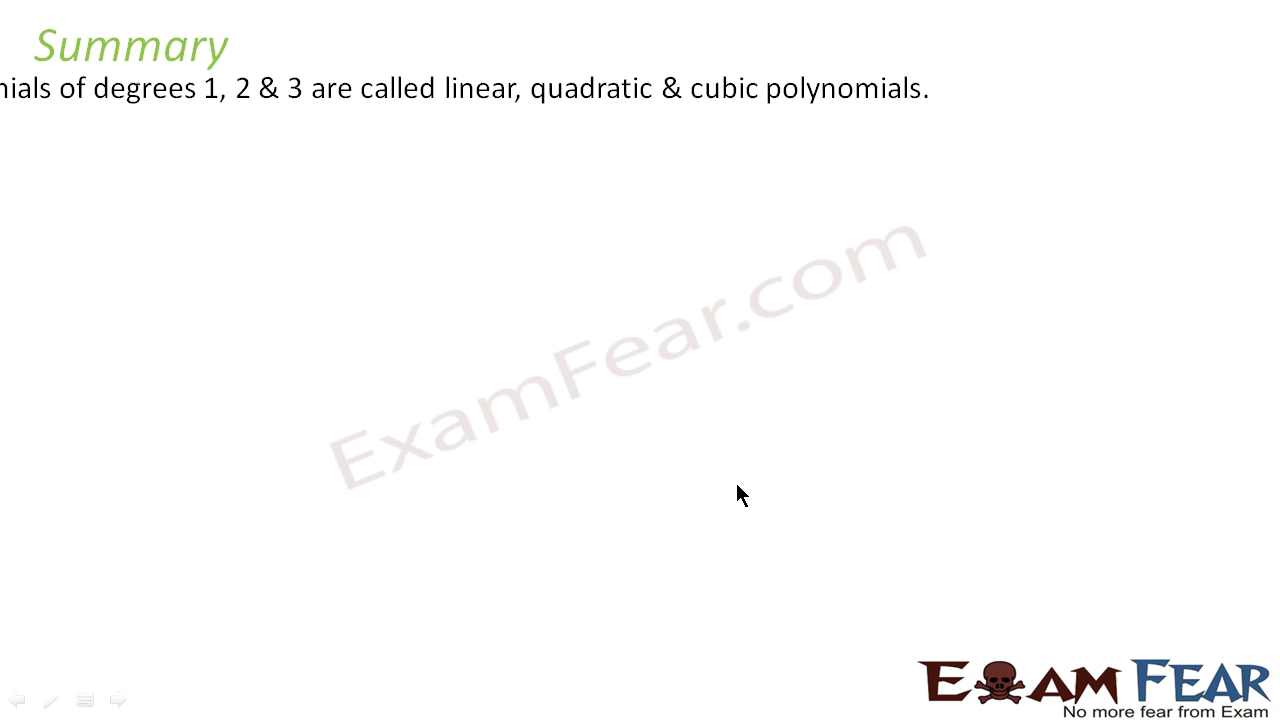 Summary
nials of degrees 1, 2 & 3 are called linear, quadratic & cubic polynomials.
ExamFear.com
EXAM FEAR
No more fear from Exam